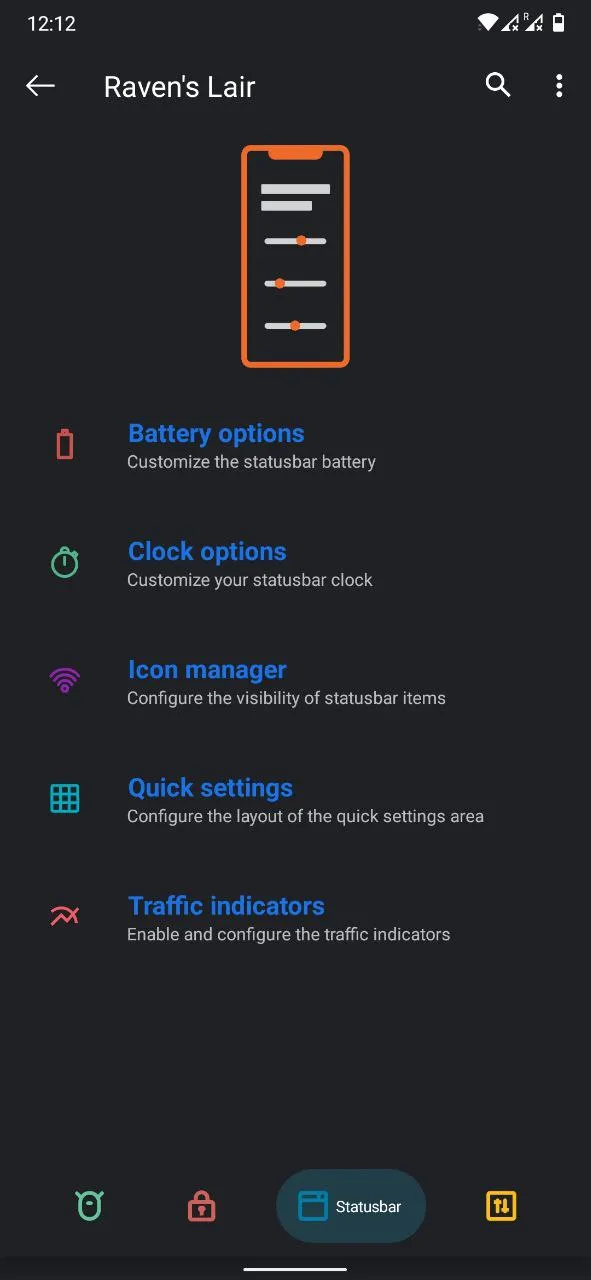 12:12
R
Raven's Lair
Battery options
Customize the statusbar battery
Clock options
Customize your statusbar clock
Icon manager
Configure the visibility of statusbar items
Quick settings
Configure the layout of the quick settings area
Traffic indicators
Enable and configure the traffic indicators
Statusbar